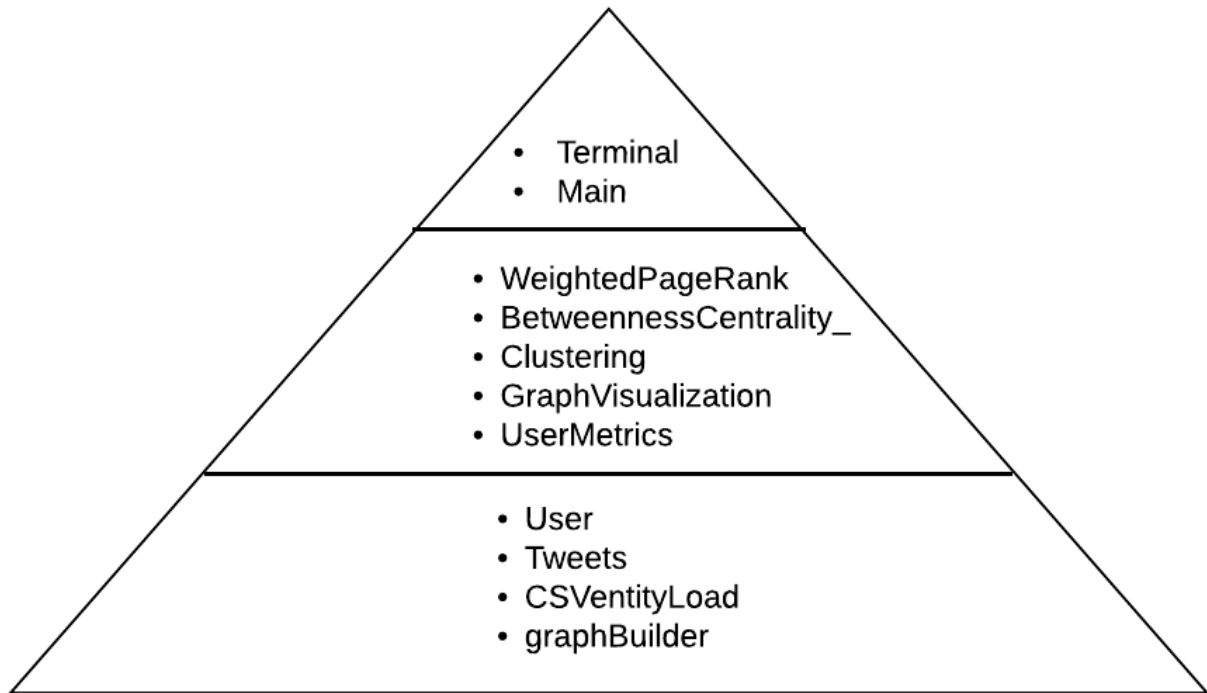 • Terminal
• Main
• WeightedPageRank
• BetweennessCentrality_
• Clustering
• GraphVisualization
• UserMetrics
• User
• Tweets
• CSVentityLoad
• graphBuilder